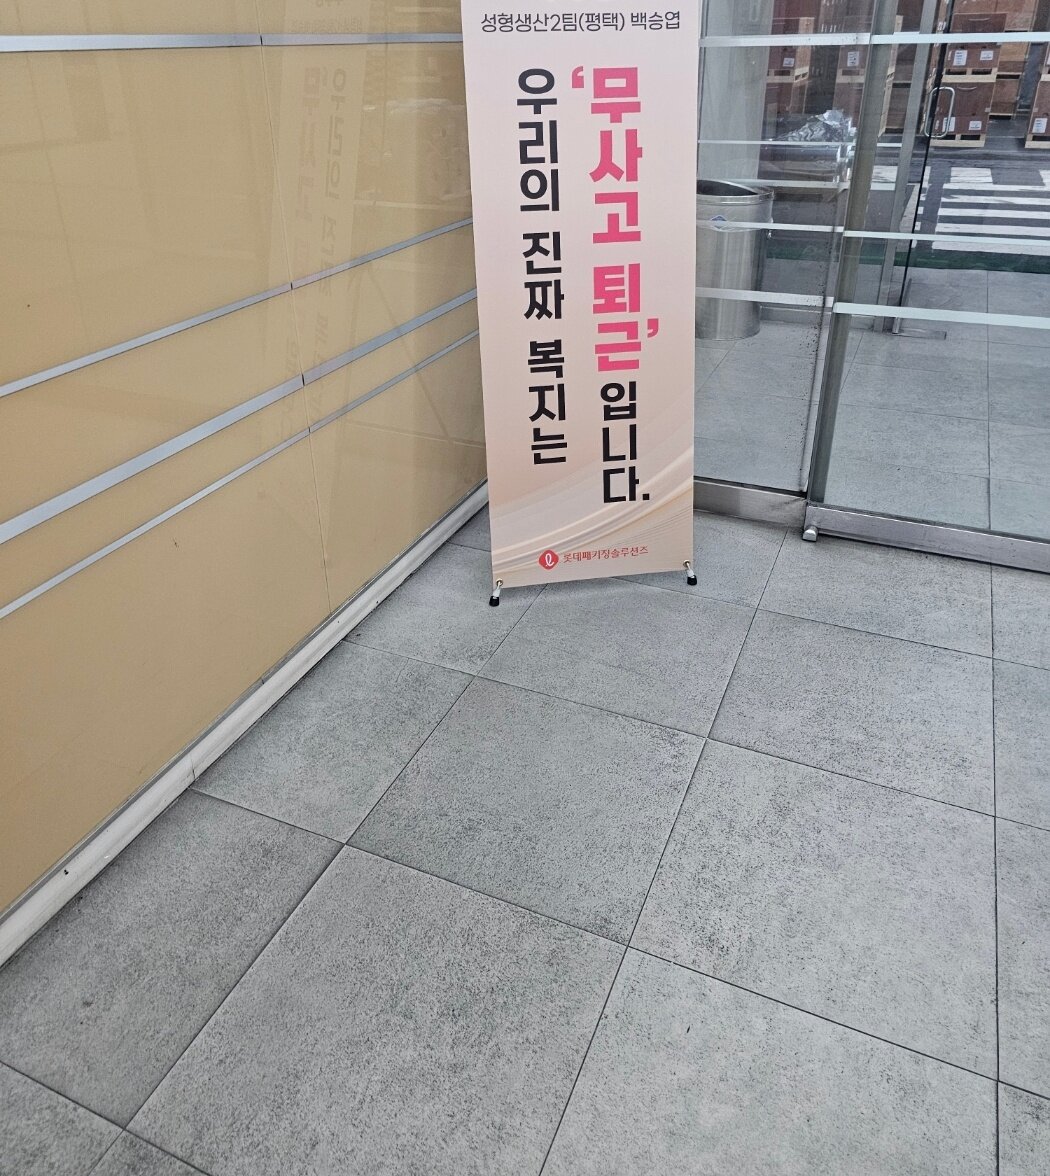 성형생산2팀(평택) 백승엽
우리의 진짜 복지는
‘무사고 퇴근’입니다.
롯데패키징솔루션즈